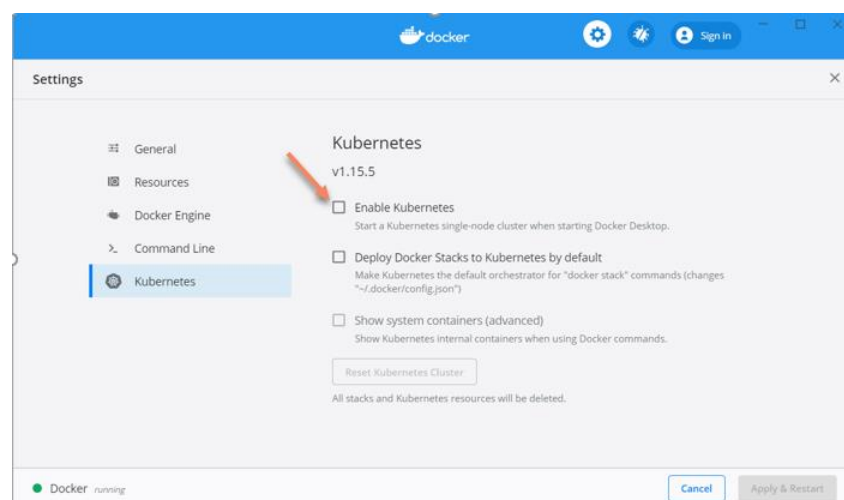 docker
Sign in
Settings
General
Resources
Docker Engine
Command Line
Kubernetes
Kubernetes
v1.15.5
Enable Kubernetes
Start a Kubernetes single-node cluster when starting Docker Desktop.
Deploy Docker Stacks to Kubernetes by default
Make Kubernetes the default orchestrator for "docker stack" commands (changes
"~/.docker/config.json")
Show system containers (advanced)
Show Kubernetes internal containers when using Docker commands.
Reset Kubernetes Cluster
All stacks and Kubernetes resources will be deleted.
Docker running
Cancel
Apply & Restart